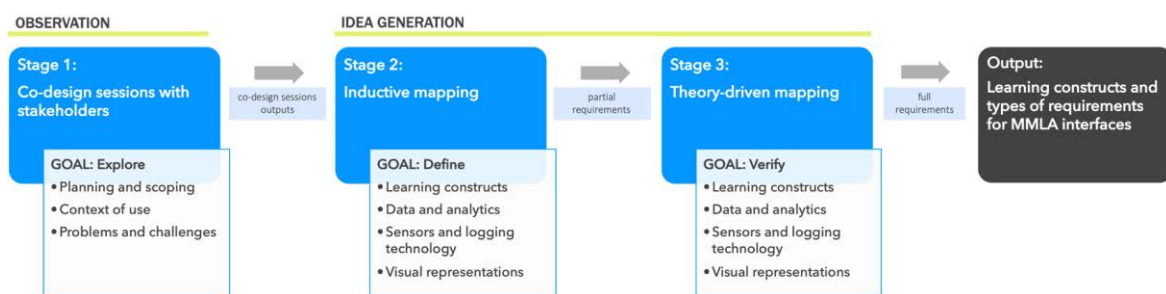 OBSERVATION
IDEA GENERATION
Stage 1:
Co-design sessions with
stakeholders
GOAL: Explore
• Planning and scoping
• Context of use
• Problems and challenges
co-design sessions
outputs
Stage 2:
Inductive mapping
GOAL: Define
• Learning constructs
• Data and analytics
• Sensors and logging
technology
• Visual representations
partial
requirements
Stage 3:
Theory-driven mapping
GOAL: Verify
• Learning constructs
• Data and analytics
• Sensors and logging
technology
• Visual representations
full
requirements
Output:
Learning constructs and
types of requirements
for MMLA interfaces